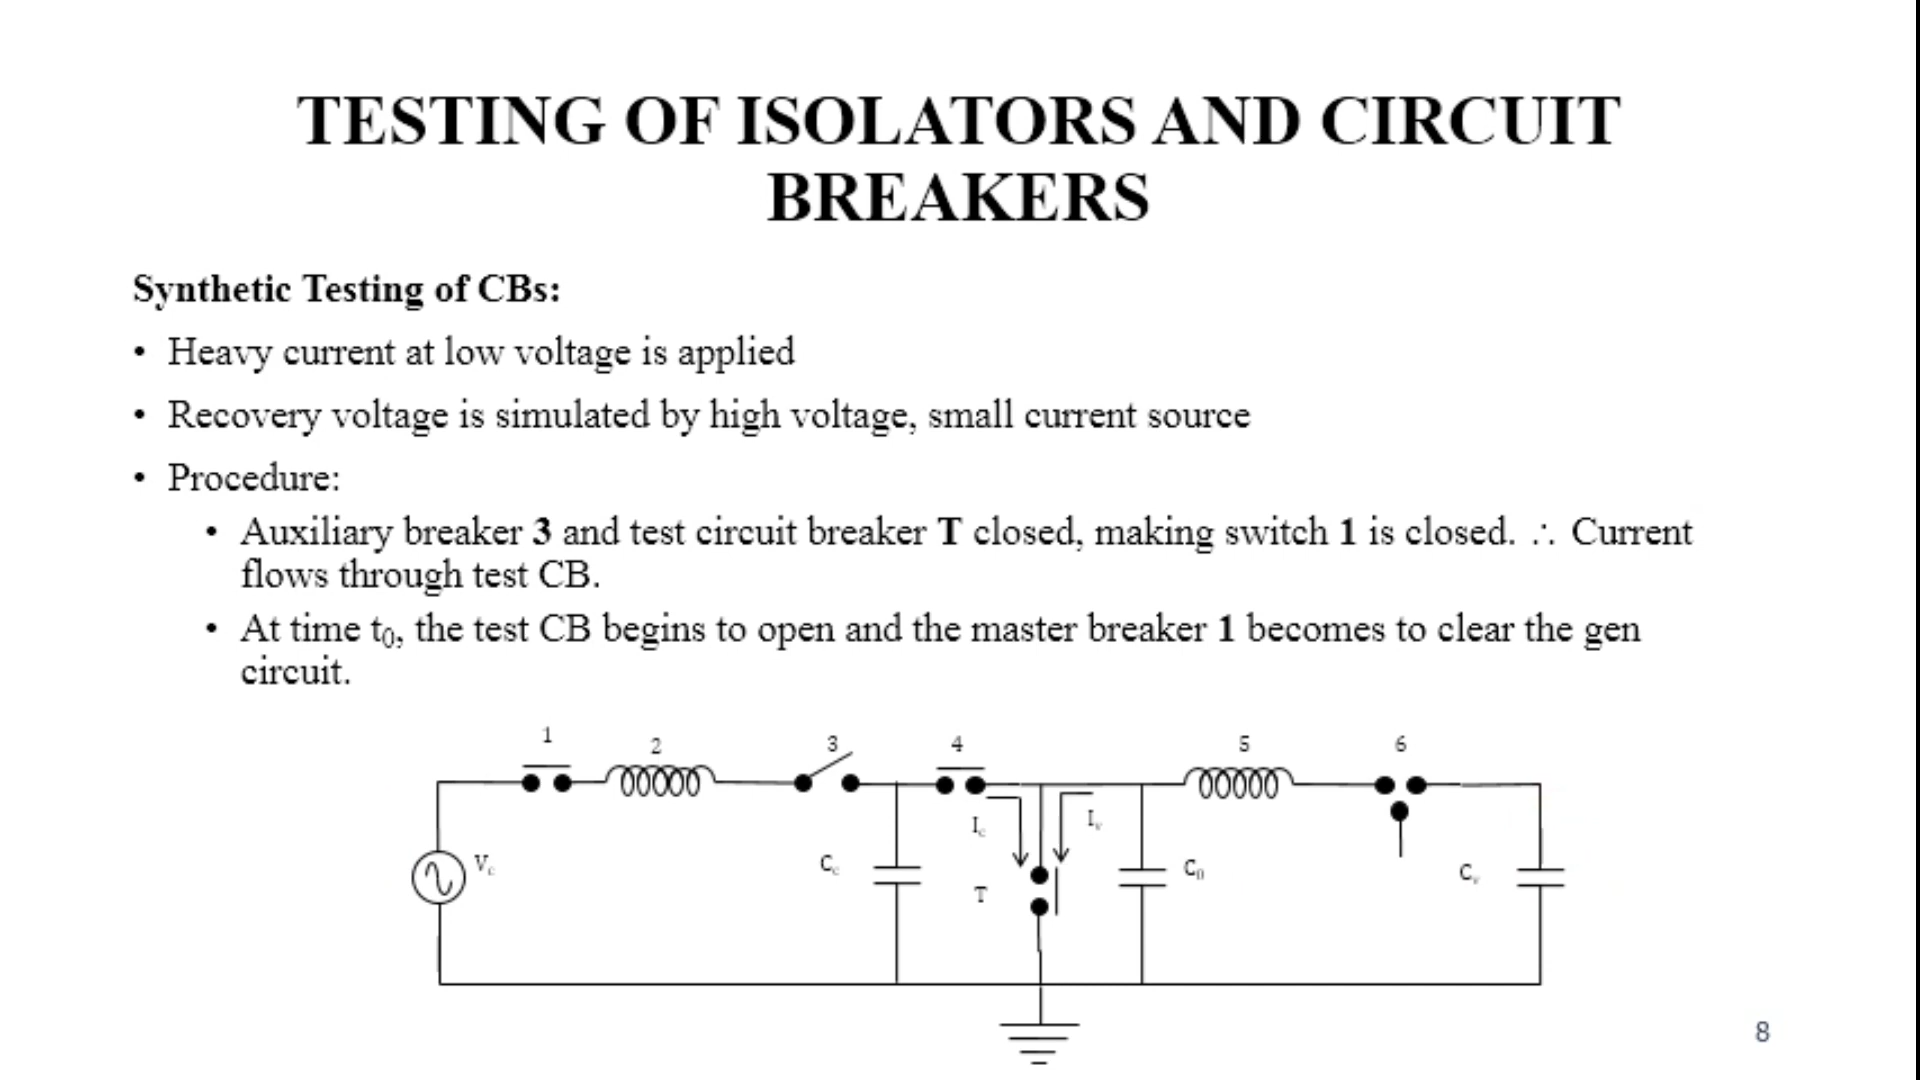 TESTING OF ISOLATORS AND CIRCUIT
BREAKERS
Synthetic Testing of CBs:
• Heavy current at low voltage is applied
• Recovery voltage is simulated by high voltage, small current source
• Procedure:
• Auxiliary breaker 3 and test circuit breaker T closed, making switch 1 is closed. ∴ Current
flows through test CB.
• At time t₀, the test CB begins to open and the master breaker 1 becomes to clear the gen
circuit.
1
2
3
4
5
6
V꜀
C꜀
I꜀
Iᵥ
T
C₀
Cᵥ
8